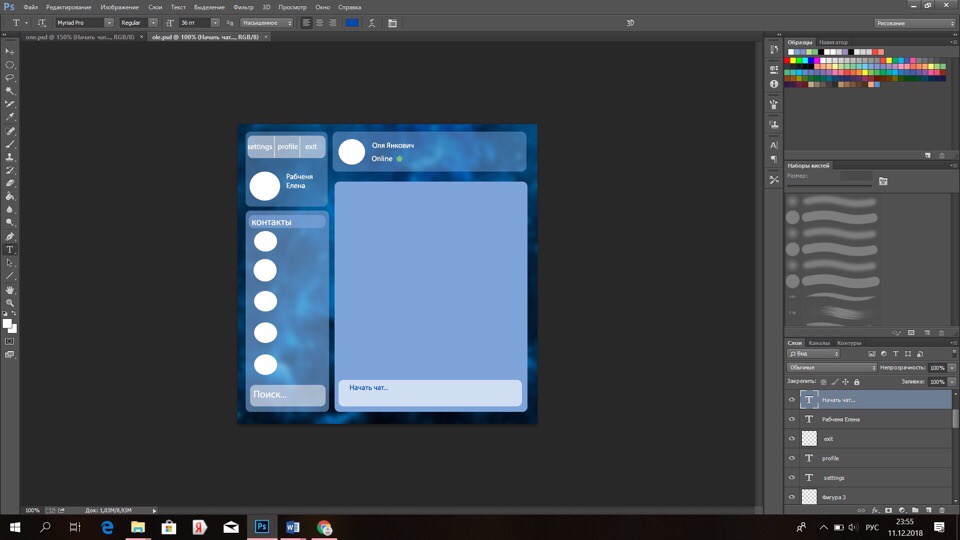 Ps Файл Редактирование Изображение Слои Текст Выделение Фильтр 3D Просмотр Окно Справка
T Myriad Pro Regular 36 пт Насыщенное 3D Рисование
one.psd @ 150% (Начать чат..., RGB/8) × ole.psd @ 100% (Начать чат..., RGB/8) ×
Образцы Навигатор
settings profile exit
Рабченя
Елена
Оля Янкович
Online
контакты
Поиск...
Начать чат...
Наборы кистей
Размер:
Слои Каналы Контуры
Вид
Обычные Непрозрачность: 100%
Закрепить: Заливка: 100%
T Начать чат...
T Рабченя Елена
exit
T profile
T settings
Фигура 3
100% Док: 1,03M/8,93M
РУС 23:55
11.12.2018